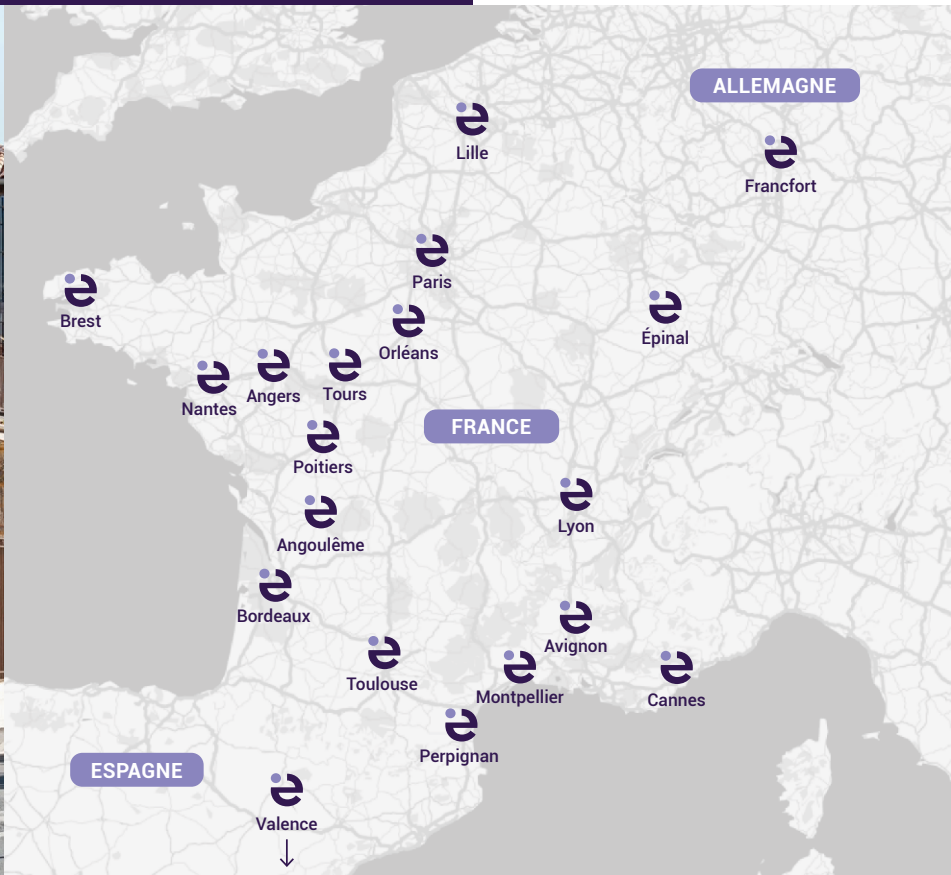 ALLEMAGNE
Lille
Francfort
Paris
Brest
Épinal
Orléans
Nantes
Angers
Tours
FRANCE
Poitiers
Lyon
Angoulême
Bordeaux
Avignon
Toulouse
Montpellier
Cannes
Perpignan
ESPAGNE
Valence